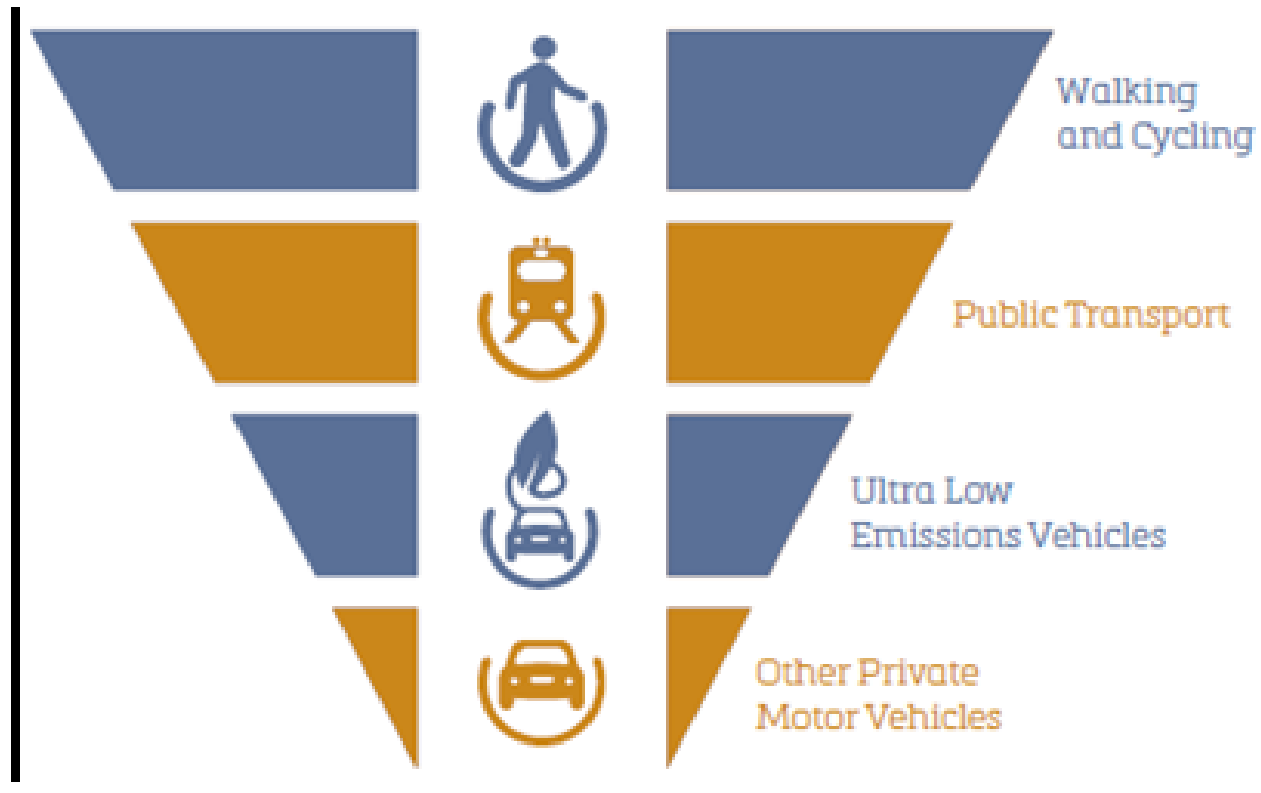 Walking
and Cycling
Public Transport
Ultra Low
Emissions Vehicles
Other Private
Motor Vehicles